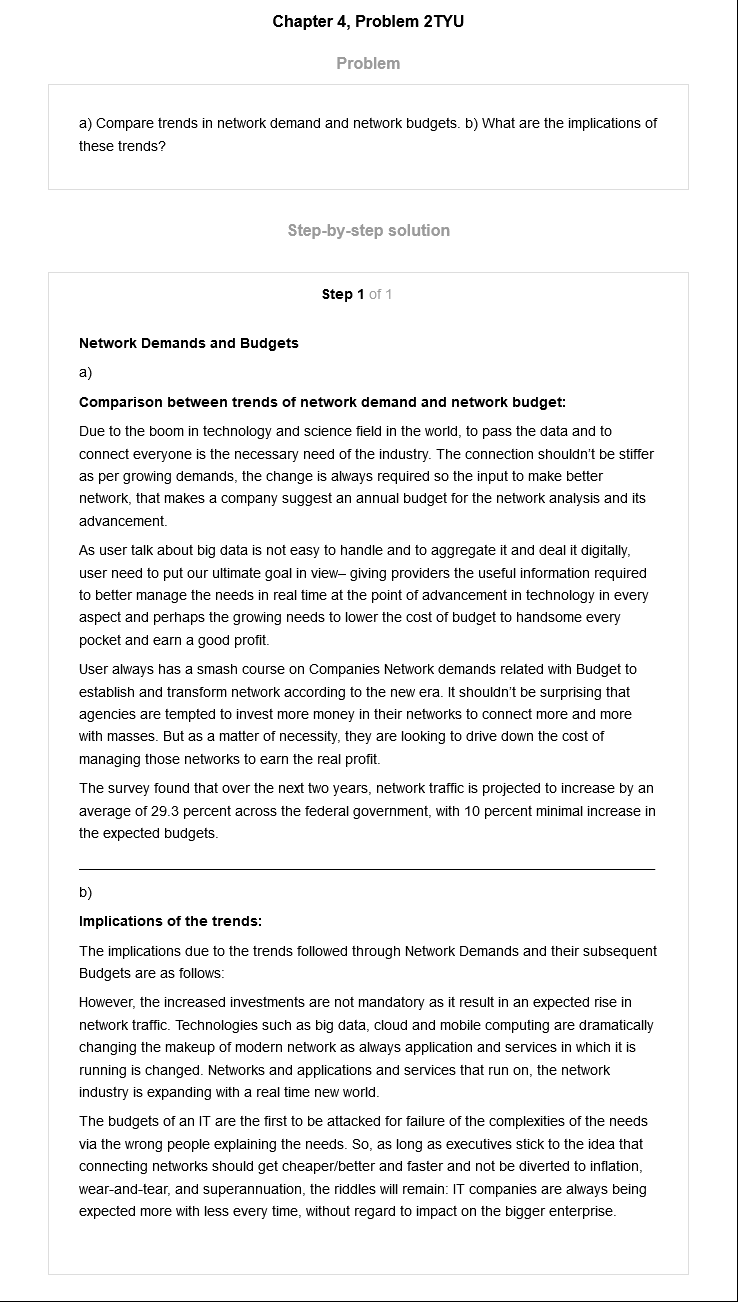 Chapter 4, Problem 2TYU
Problem
a) Compare trends in network demand and network budgets. b) What are the implications of
these trends?
Step-by-step solution
Step 1 of 1
Network Demands and Budgets
a)
Comparison between trends of network demand and network budget:
Due to the boom in technology and science field in the world, to pass the data and to
connect everyone is the necessary need of the industry. The connection shouldn't be stiffer
as per growing demands, the change is always required so the input to make better
network, that makes a company suggest an annual budget for the network analysis and its
advancement.
As user talk about big data is not easy to handle and to aggregate it and deal it digitally,
user need to put our ultimate goal in view– giving providers the useful information required
to better manage the needs in real time at the point of advancement in technology in every
aspect and perhaps the growing needs to lower the cost of budget to handsome every
pocket and earn a good profit.
User always has a smash course on Companies Network demands related with Budget to
establish and transform network according to the new era. It shouldn't be surprising that
agencies are tempted to invest more money in their networks to connect more and more
with masses. But as a matter of necessity, they are looking to drive down the cost of
managing those networks to earn the real profit.
The survey found that over the next two years, network traffic is projected to increase by an
average of 29.3 percent across the federal government, with 10 percent minimal increase in
the expected budgets.
b)
Implications of the trends:
The implications due to the trends followed through Network Demands and their subsequent
Budgets are as follows:
However, the increased investments are not mandatory as it result in an expected rise in
network traffic. Technologies such as big data, cloud and mobile computing are dramatically
changing the makeup of modern network as always application and services in which it is
running is changed. Networks and applications and services that run on, the network
industry is expanding with a real time new world.
The budgets of an IT are the first to be attacked for failure of the complexities of the needs
via the wrong people explaining the needs. So, as long as executives stick to the idea that
connecting networks should get cheaper/better and faster and not be diverted to inflation,
wear-and-tear, and superannuation, the riddles will remain: IT companies are always being
expected more with less every time, without regard to impact on the bigger enterprise.